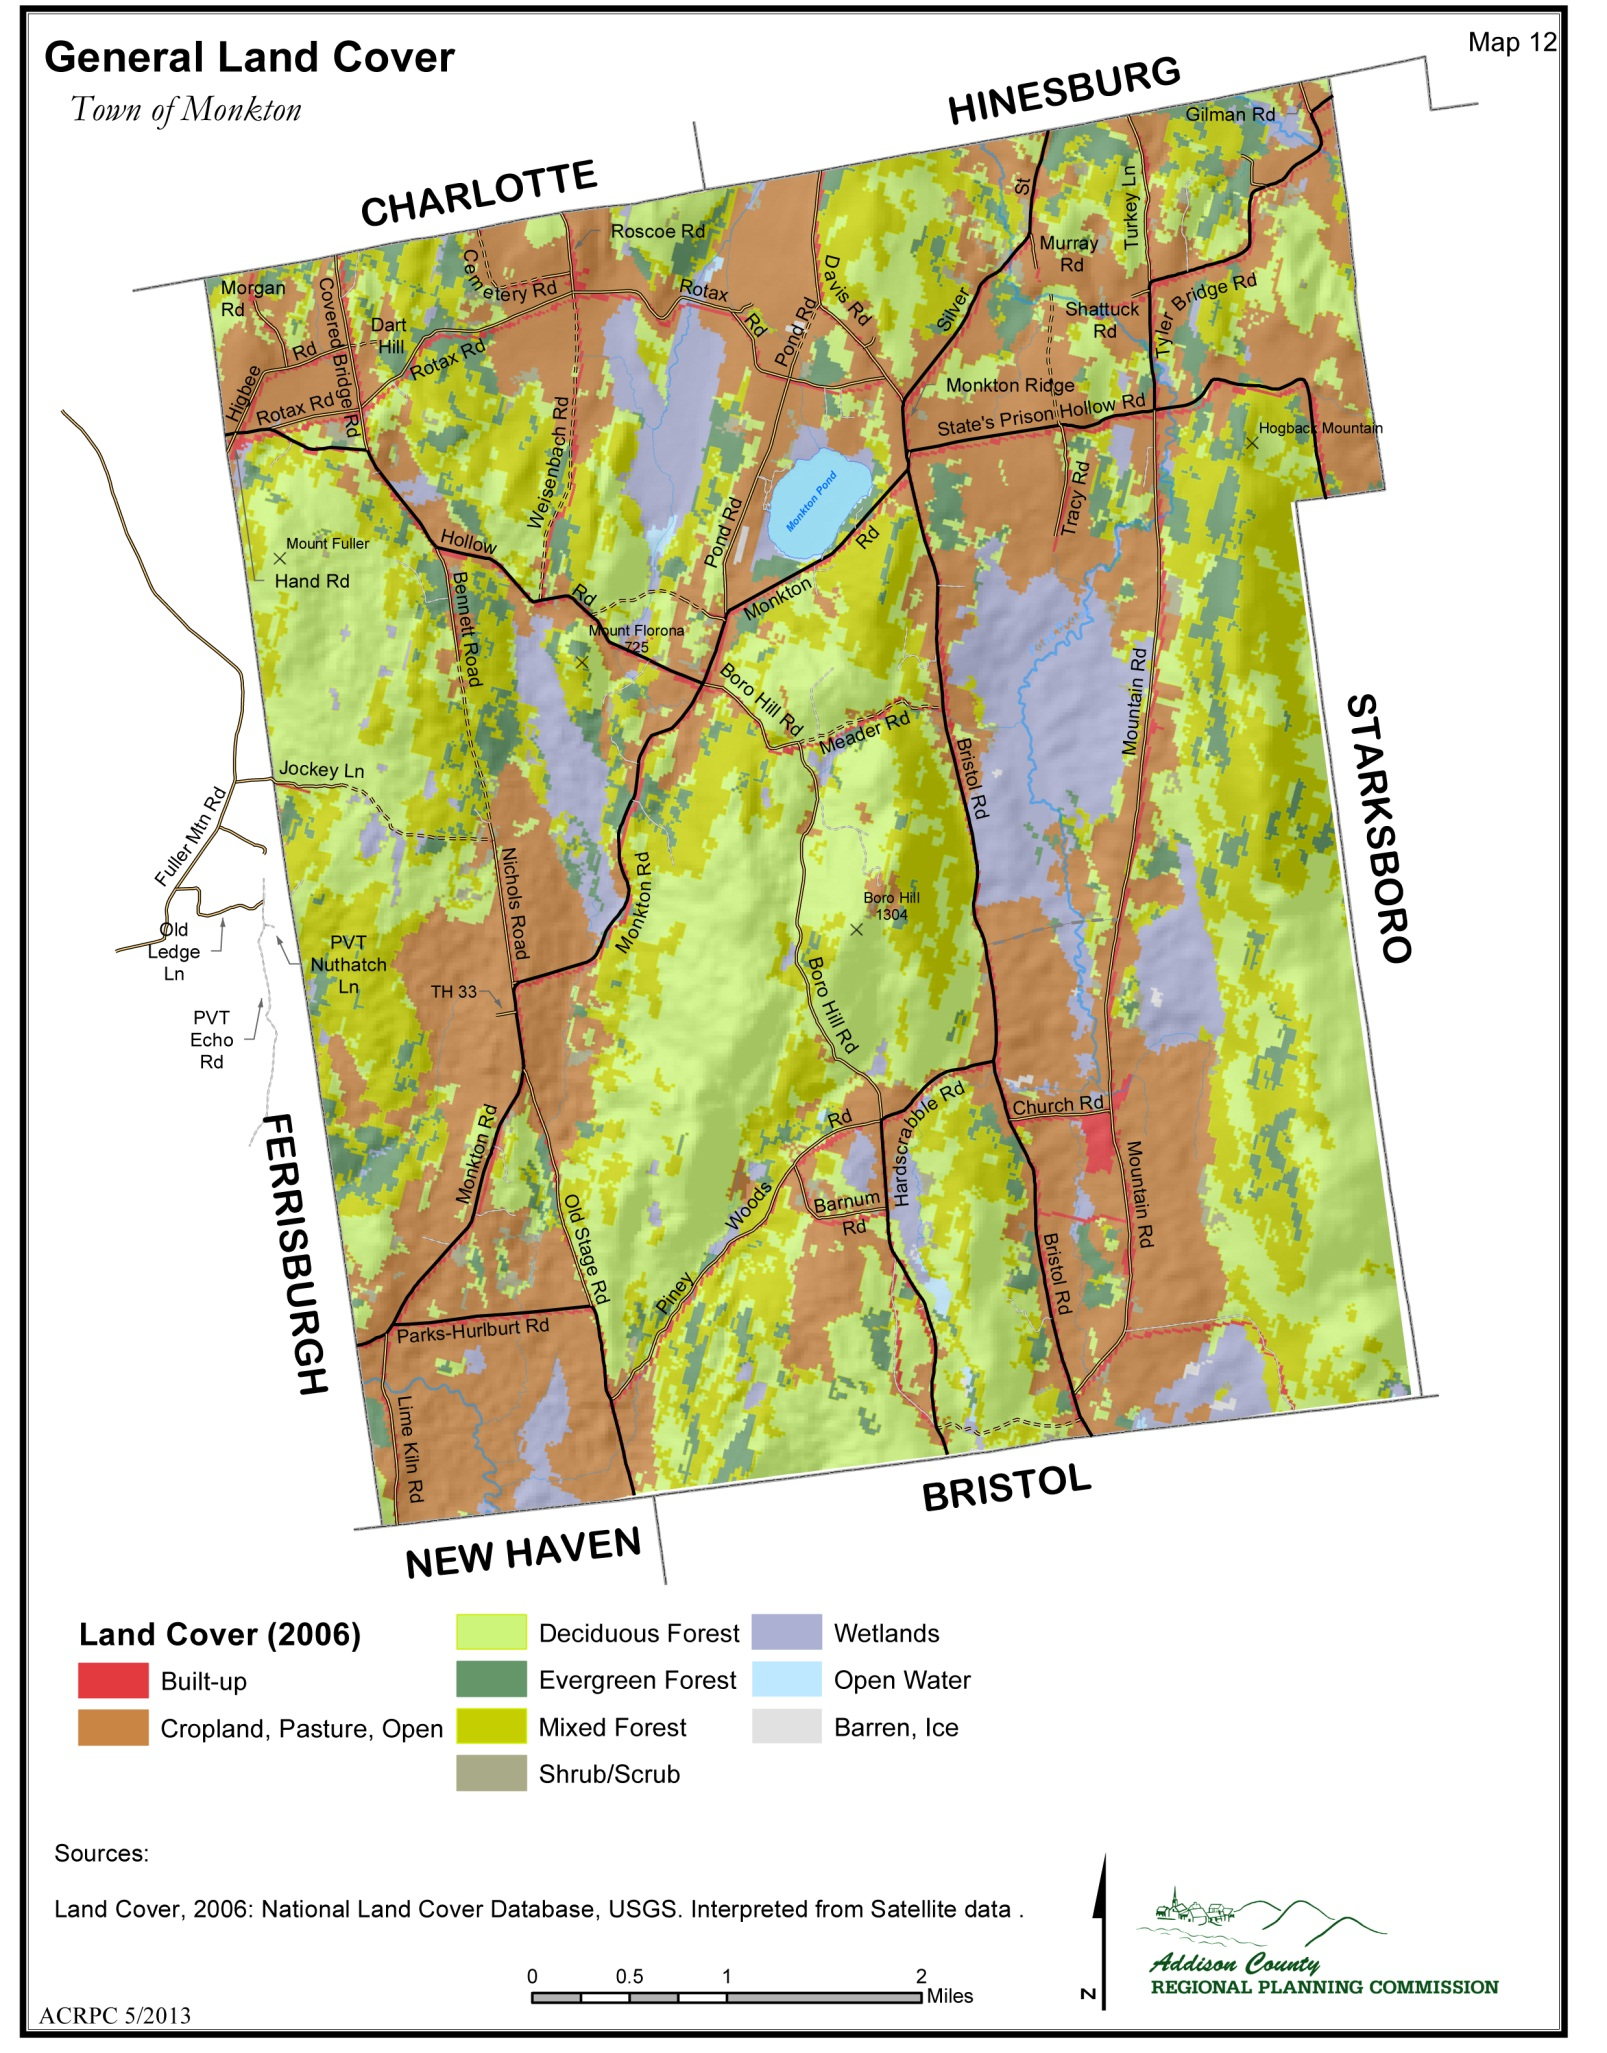 General Land Cover
Map 12
Town of Monkton
HINESBURG
Gilman Rd
CHARLOTTE
St
Turkey Ln
Roscoe Rd
Murray
Rd
Cemetery Rd
Davis Rd
Morgan
Rd
Covered Bridge Rd
Rotax
Rd
Silver
Tyler Bridge Rd
Shattuck
Rd
Dart
Hill
Pond Rd
Rd
Rotax Rd
Higbee
Monkton Ridge
Rotax Rd
State's Prison Hollow Rd
Hogback Mountain
Weisenbach Rd
Tracy Rd
Monkton Pond
Pond Rd
Rd
Hollow
Mount Fuller
Hand Rd
Bennett Road
Rd
Monkton
Mount Florona
725
Boro Hill Rd
Mountain Rd
Meader Rd
STARKSBORO
Bristol Rd
Jockey Ln
Fuller Mtn Rd
Nichols Road
Monkton Rd
Boro Hill
1304
Old
Ledge
Ln
PVT
Nuthatch
Ln
Boro Hill Rd
TH 33
PVT
Echo
Rd
Hardscrabble Rd
Church Rd
Rd
Monkton Rd
FERRISBURGH
Mountain Rd
Woods
Barnum
Rd
Old Stage Rd
Bristol Rd
Piney
Parks-Hurlburt Rd
Lime Kiln Rd
BRISTOL
NEW HAVEN
Land Cover (2006)
Built-up
Cropland, Pasture, Open
Deciduous Forest
Evergreen Forest
Mixed Forest
Shrub/Scrub
Wetlands
Open Water
Barren, Ice
Sources:
Land Cover, 2006: National Land Cover Database, USGS. Interpreted from Satellite data .
0 0.5 1 2
Miles
N
Addison County
REGIONAL PLANNING COMMISSION
ACRPC 5/2013